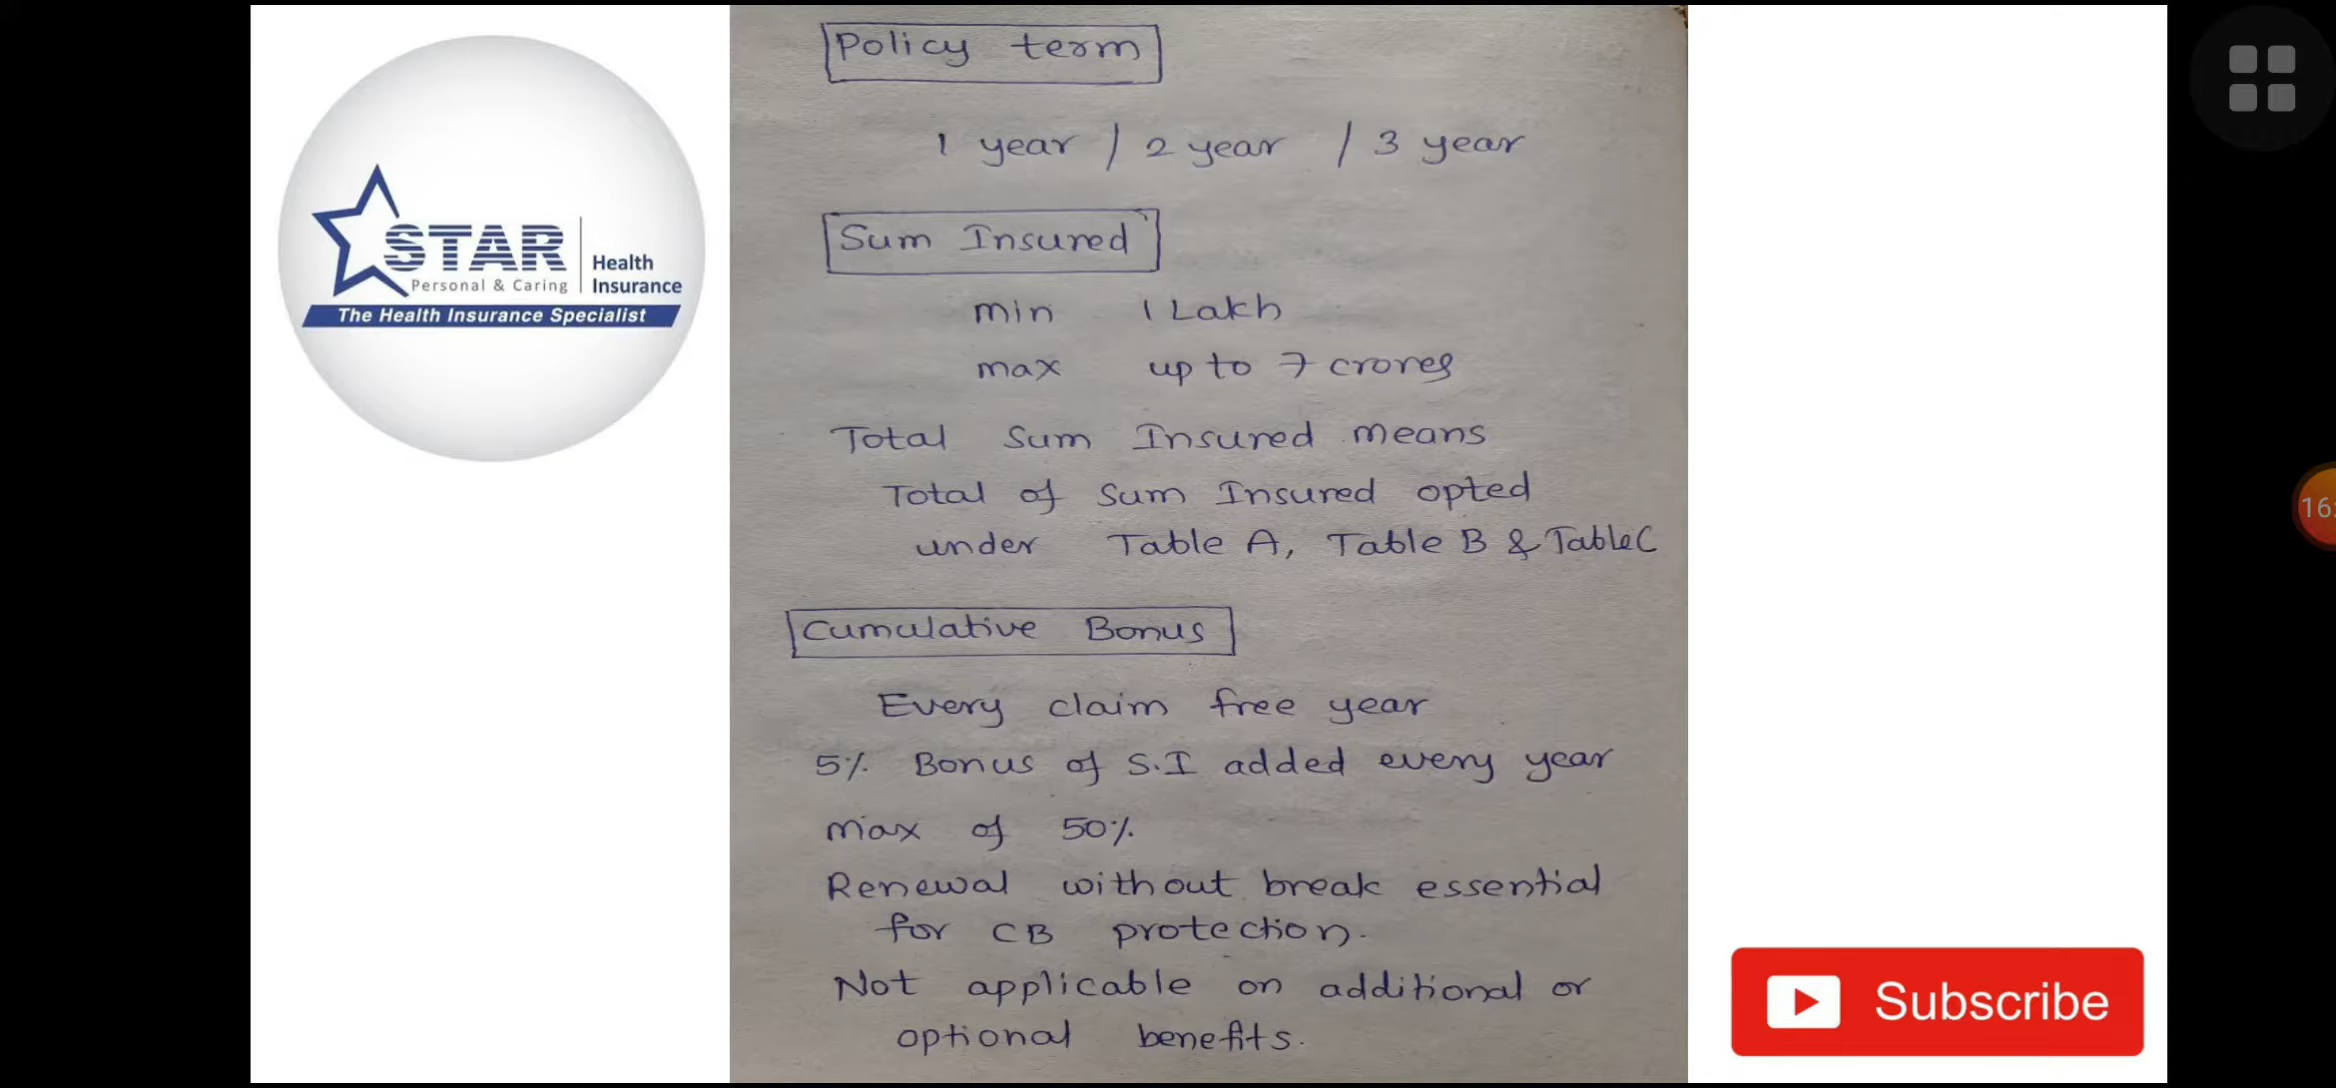 STAR
Health
Insurance
Personal & Caring
The Health Insurance Specialist
Policy term
1 year / 2 year / 3 year
Sum Insured
min 1 Lakh
max up to 7 crores
Total Sum Insured means
Total of Sum Insured opted
under Table A, Table B & Table C
Cumulative Bonus
Every claim free year
5% Bonus of S.I added every year
max of 50%
Renewal without break essential
for CB protection.
Not applicable on additional or
optional benefits.
16:
Subscribe